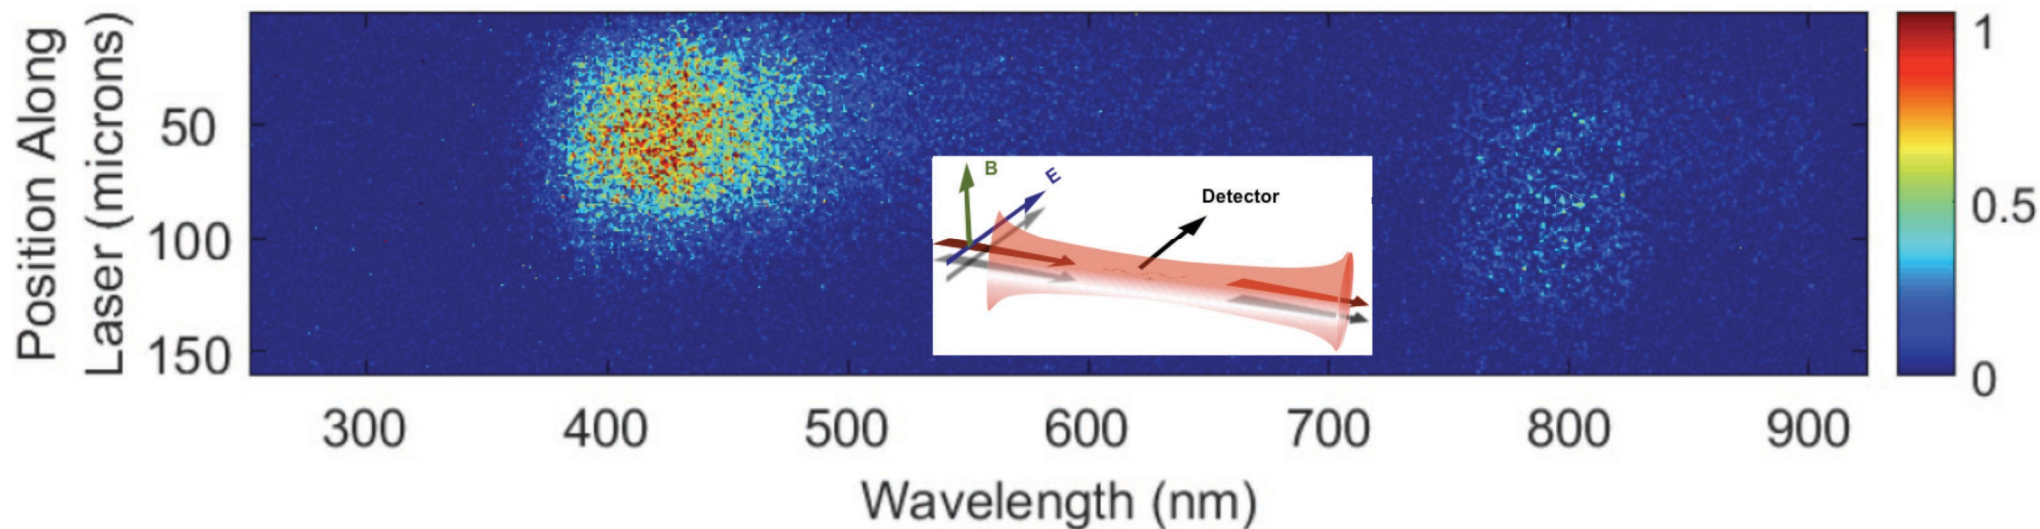 Position Along
Laser (microns)
50
100
150
B
E
Detector
1
0.5
0
300 400 500 600 700 800 900
Wavelength (nm)